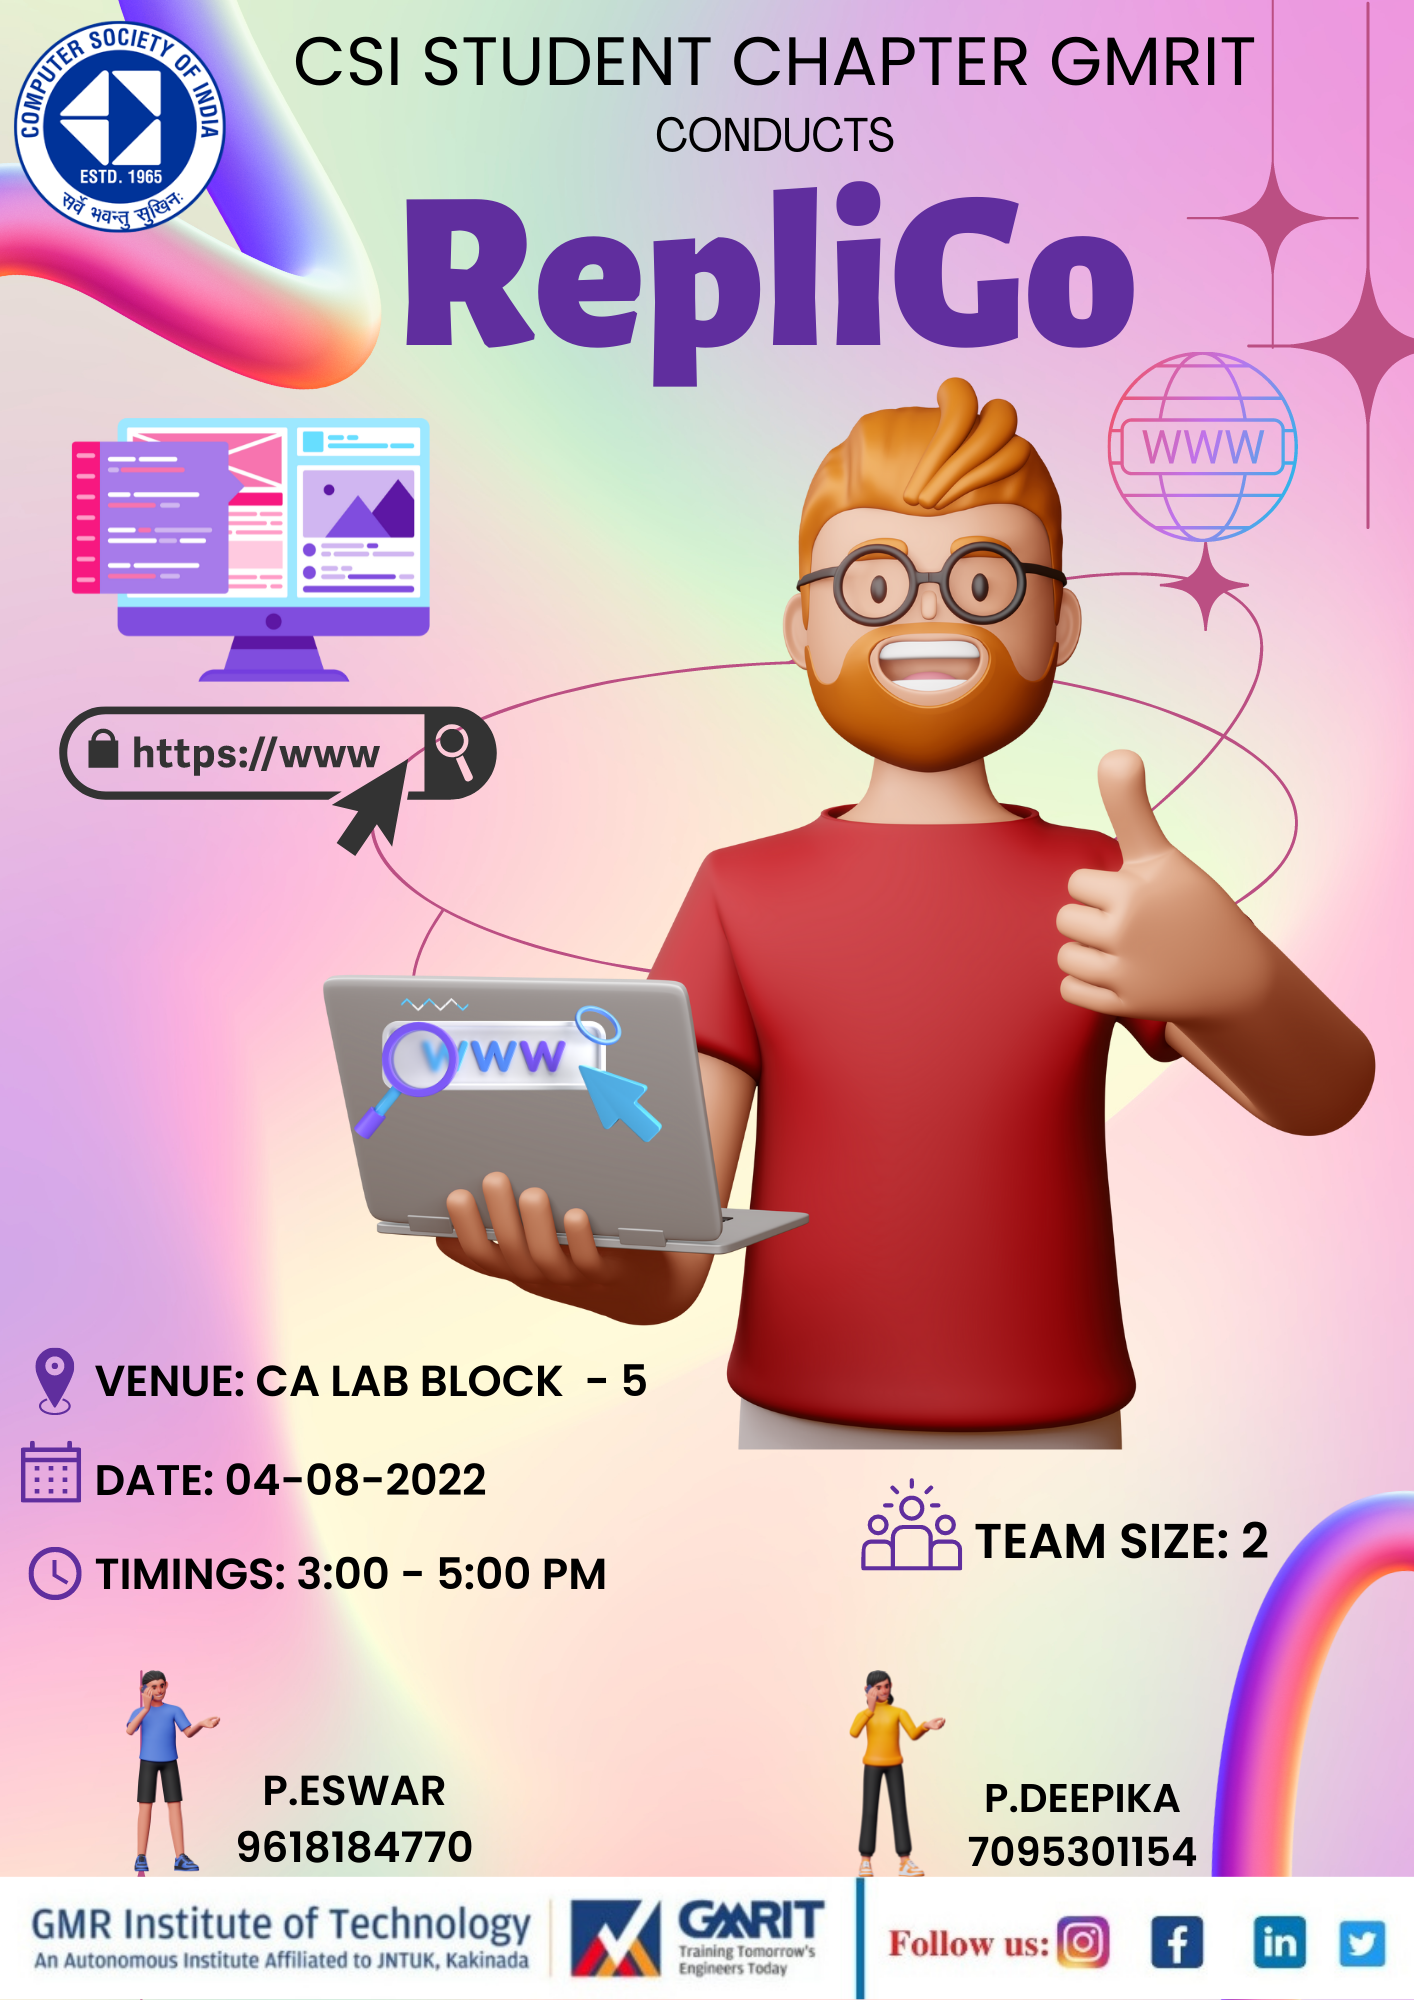 COMPUTER SOCIETY OF INDIA
ESTD. 1965
सर्वे भवन्तु सुखिनः
CSI STUDENT CHAPTER GMRIT
CONDUCTS
RepliGo
WWW
https://www
WWW
VENUE: CA LAB BLOCK - 5
DATE: 04-08-2022
TIMINGS: 3:00 - 5:00 PM
TEAM SIZE: 2
P.ESWAR
9618184770
P.DEEPIKA
7095301154
GMR Institute of Technology
An Autonomous Institute Affiliated to JNTUK, Kakinada
GMRIT
Training Tomorrow's
Engineers Today
Follow us: